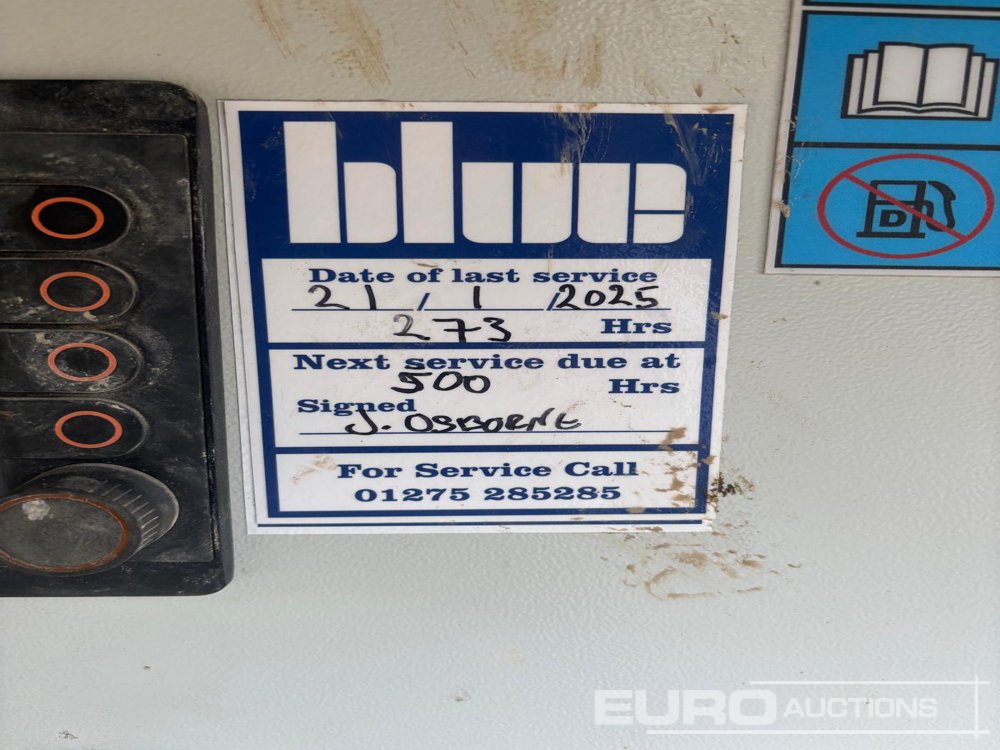 blue
Date of last service
21 / 1 / 2025
273 Hrs
Next service due at
500 Hrs
Signed
J. OSBORNE
For Service Call
01275 285285
D
EURO AUCTIONS